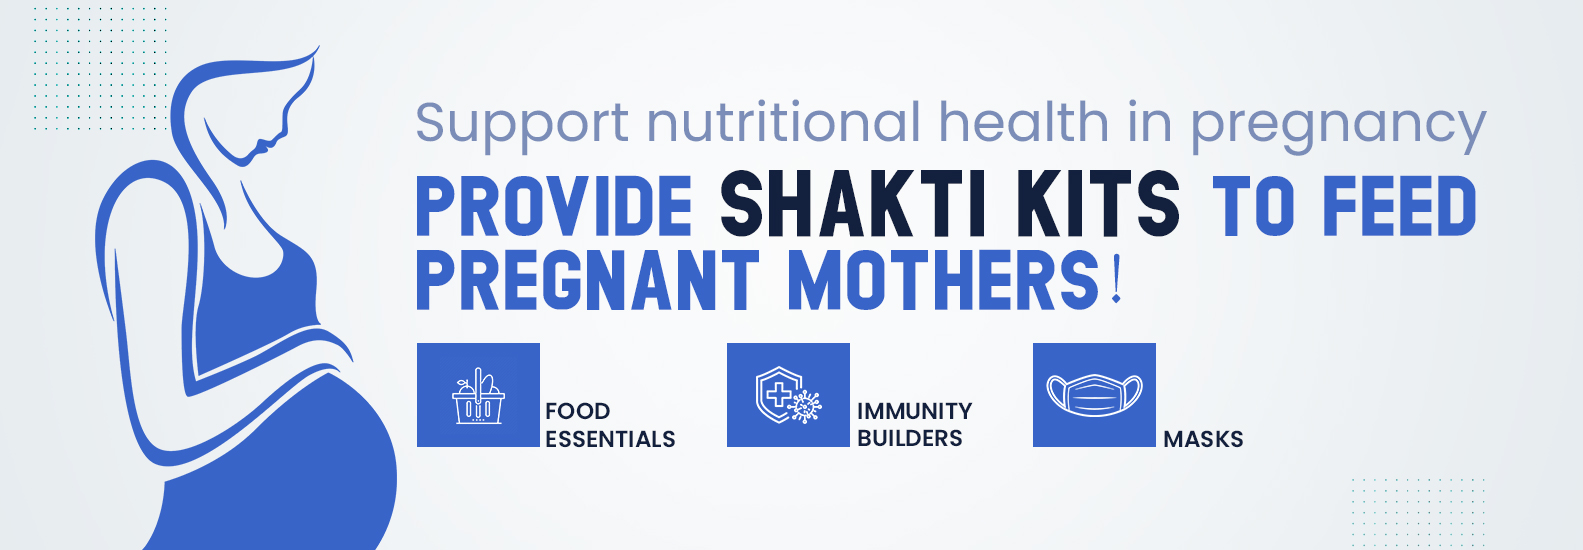 Support nutritional health in pregnancy
PROVIDE SHAKTI KITS TO FEED
PREGNANT MOTHERS!
FOOD
ESSENTIALS
IMMUNITY
BUILDERS
MASKS